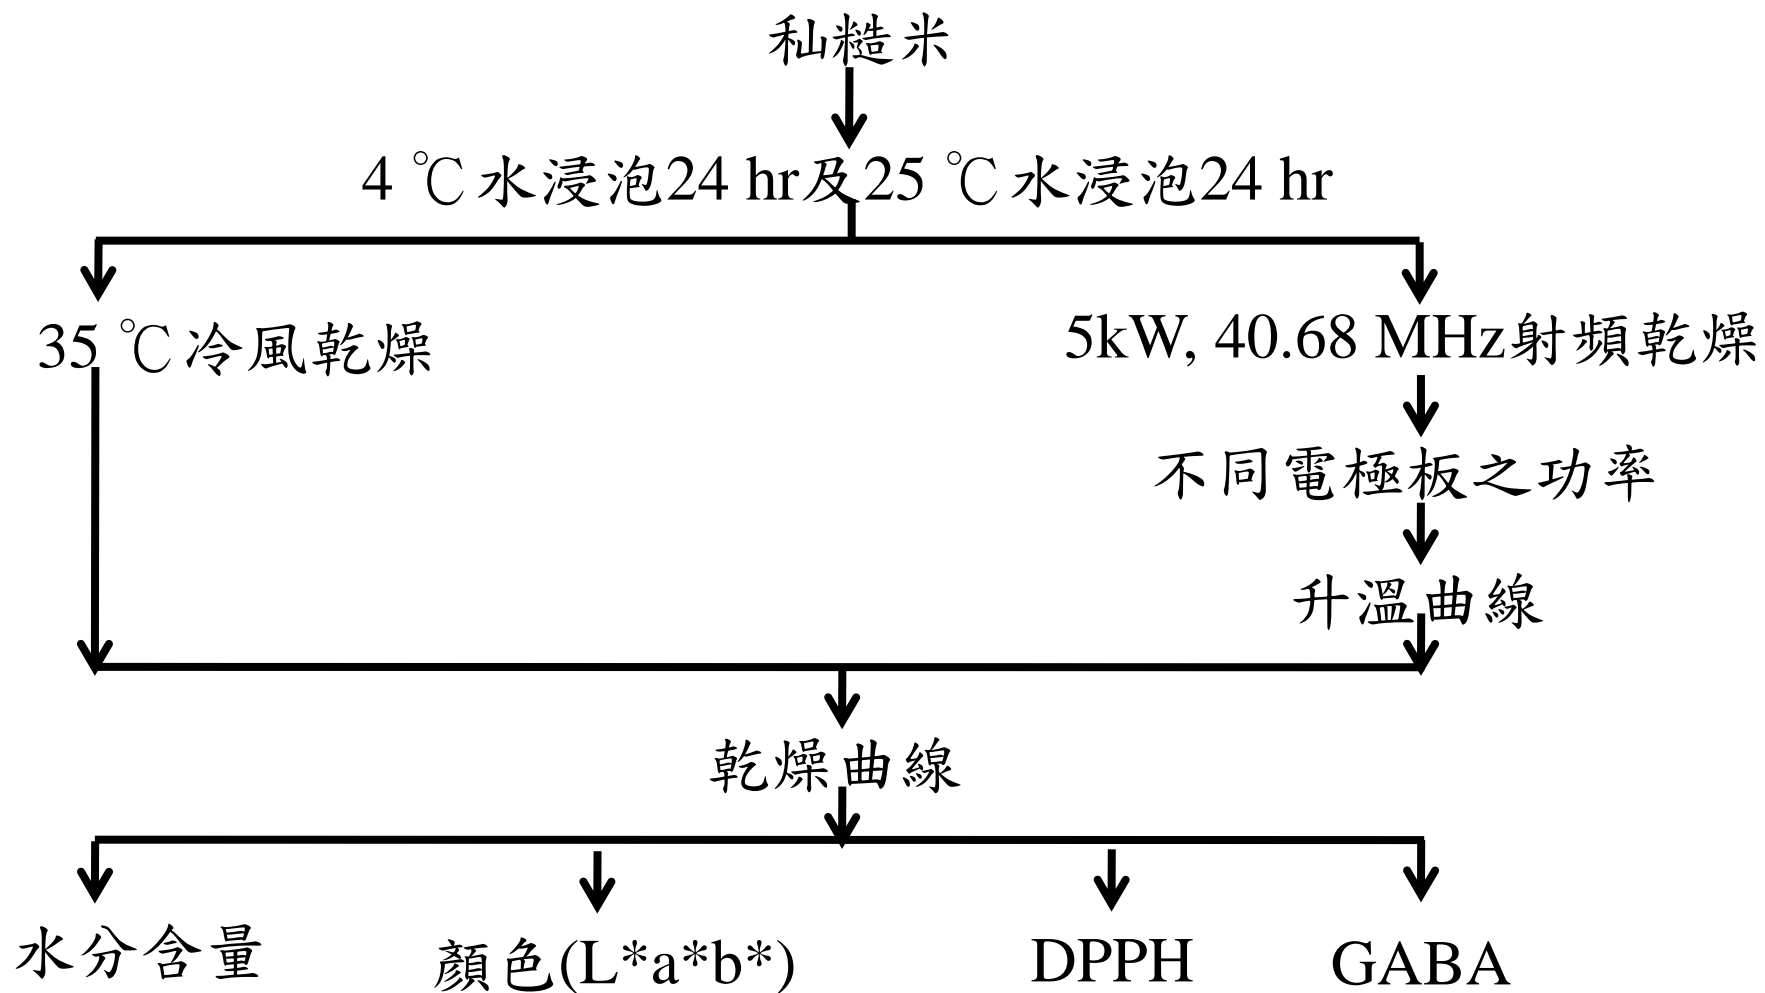 秈糙米
4 ℃水浸泡24 hr及25 ℃水浸泡24 hr
35 ℃冷風乾燥
5kW, 40.68 MHz射頻乾燥
不同電極板之功率
升溫曲線
乾燥曲線
水分含量
顏色(L*a*b*)
DPPH
GABA